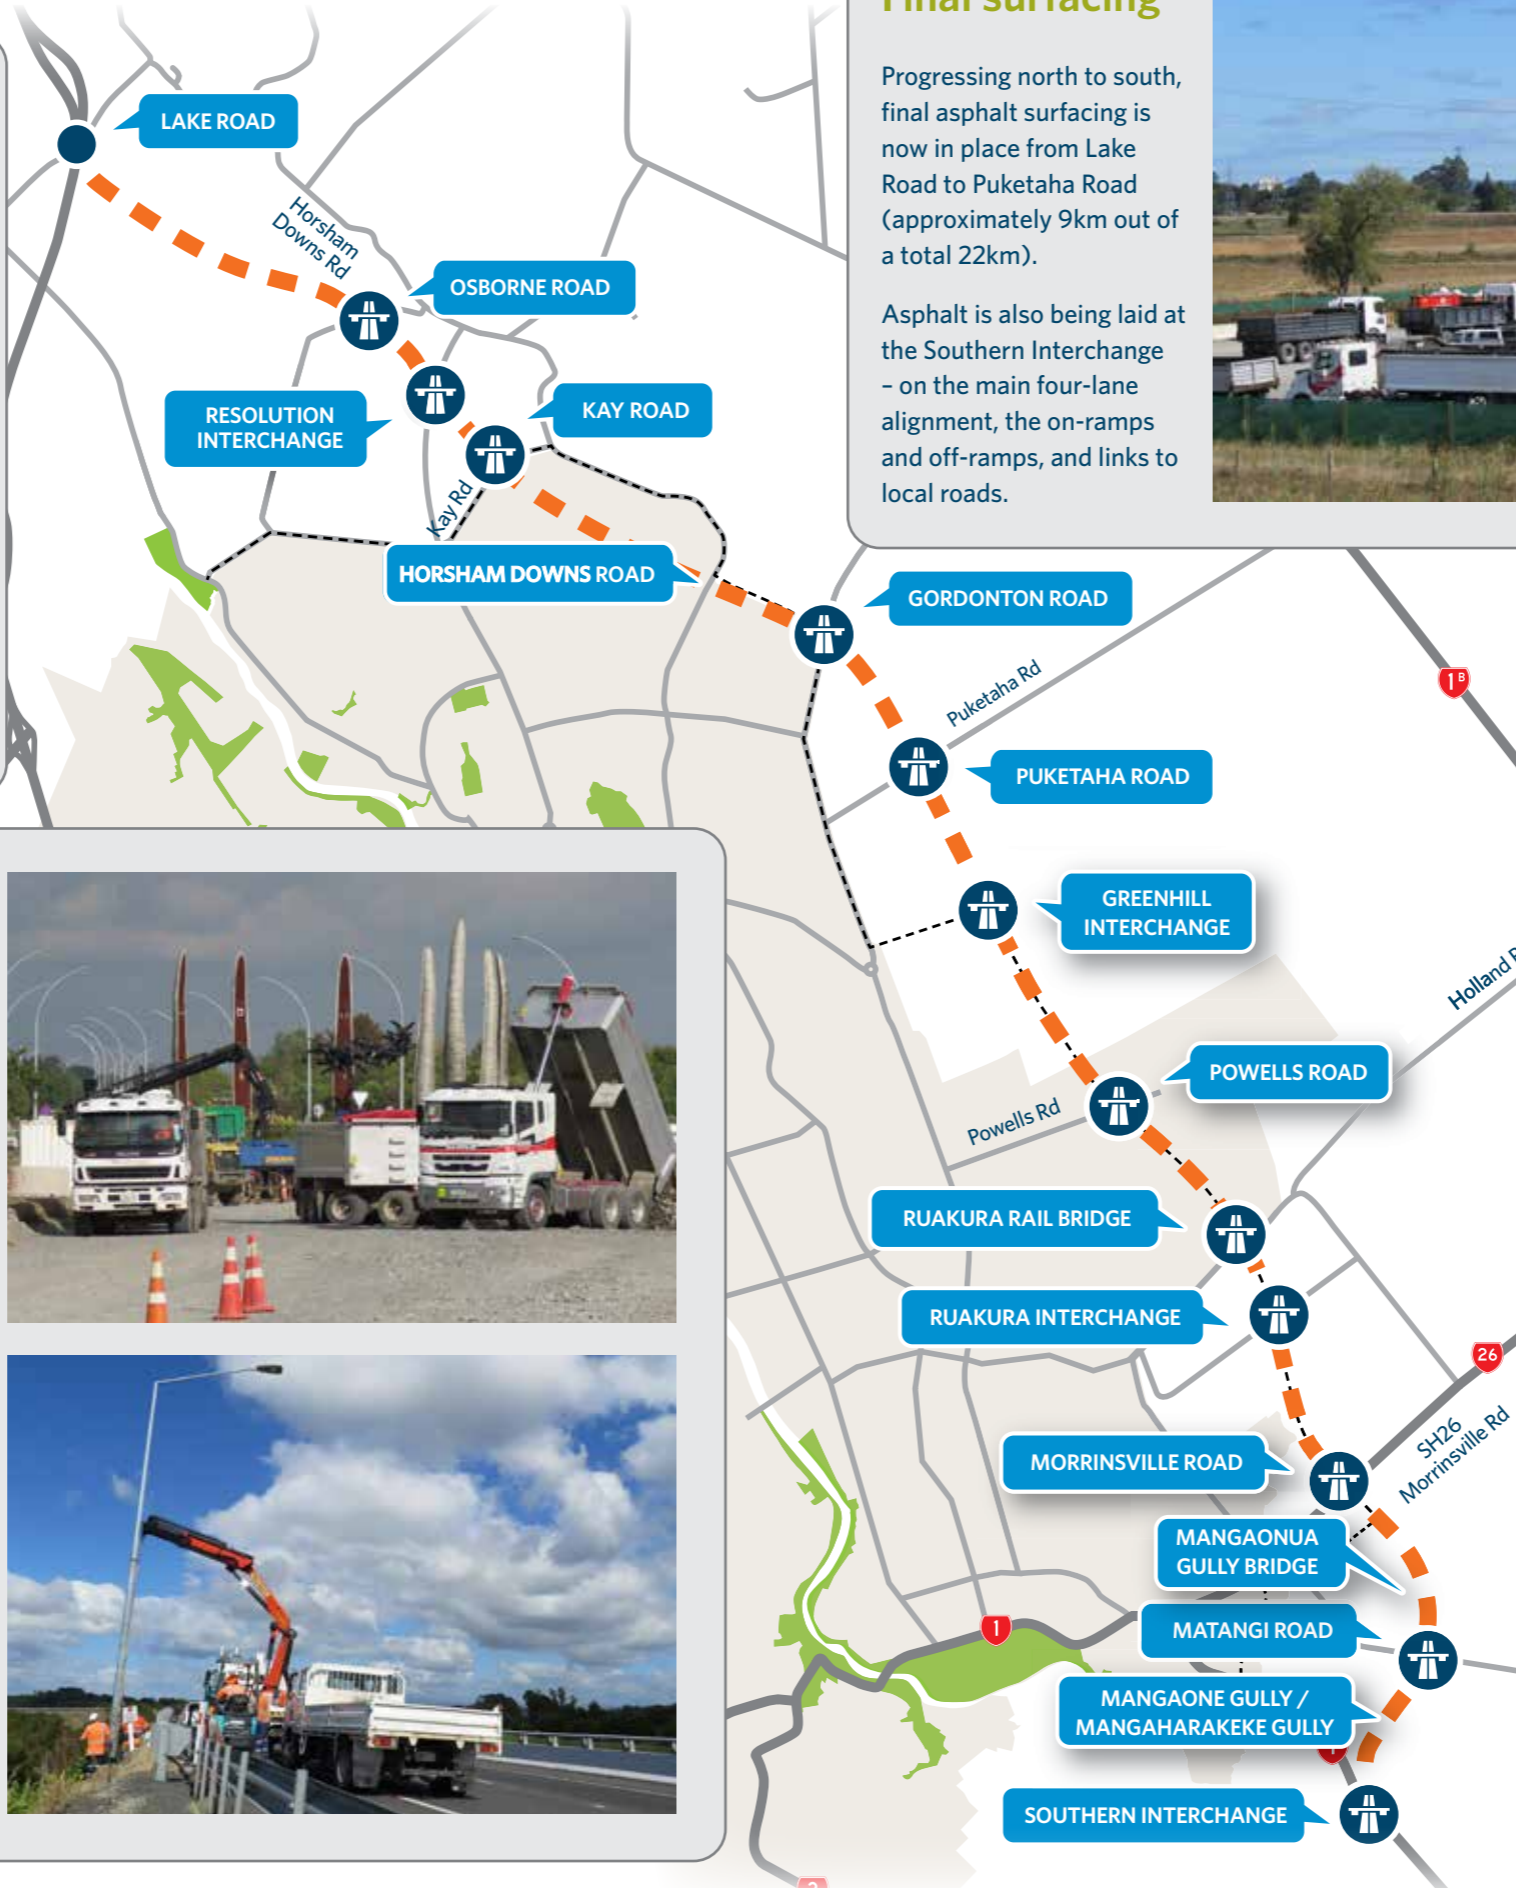 Final surfacing
Progressing north to south,
final asphalt surfacing is
now in place from Lake
Road to Puketaha Road
(approximately 9km out of
a total 22km).
Asphalt is also being laid at
the Southern Interchange
– on the main four-lane
alignment, the on-ramps
and off-ramps, and links to
local roads.
LAKE ROAD
Horsham
Downs Rd
OSBORNE ROAD
RESOLUTION
INTERCHANGE
KAY ROAD
Kay Rd
HORSHAM DOWNS ROAD
GORDONTON ROAD
Puketaha Rd
1B
PUKETAHA ROAD
GREENHILL
INTERCHANGE
Holland
POWELLS ROAD
Powells Rd
RUAKURA RAIL BRIDGE
RUAKURA INTERCHANGE
26
SH26
Morrinsville Rd
MORRINSVILLE ROAD
MANGAONUA
GULLY BRIDGE
1
MATANGI ROAD
MANGAONE GULLY /
MANGAHARAKEKE GULLY
SOUTHERN INTERCHANGE